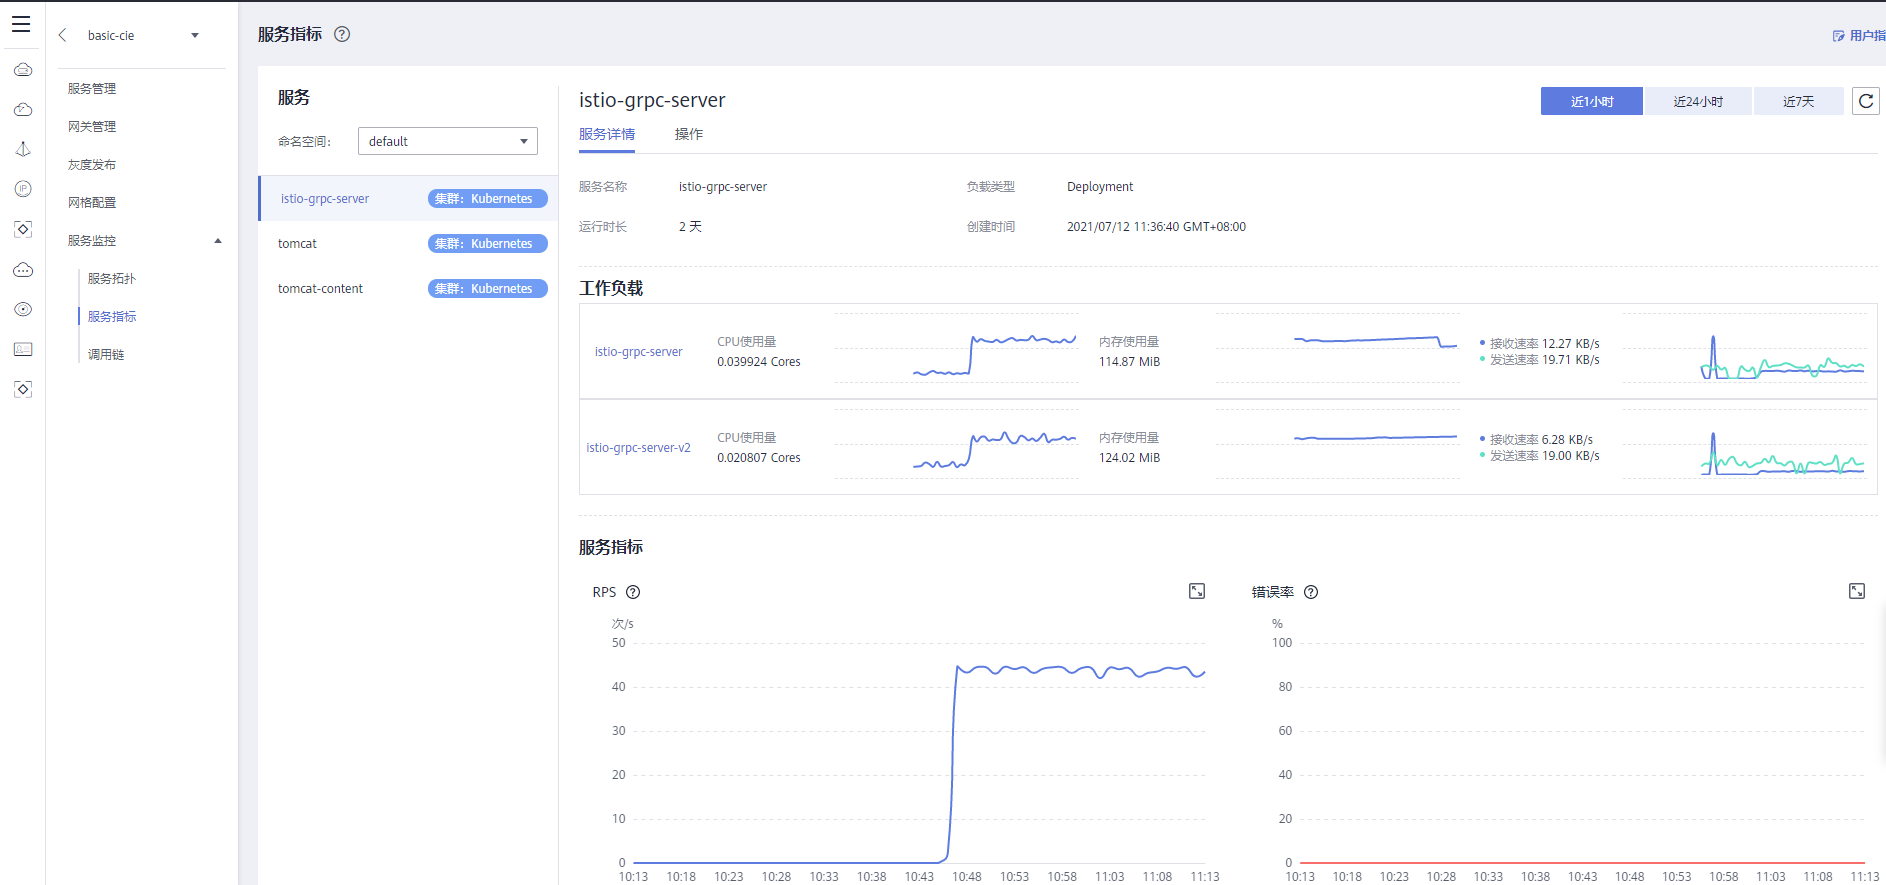 basic-cie
服务管理
网关管理
灰度发布
网格配置
服务监控
服务拓扑
服务指标
调用链
服务指标 ?
用户指
服务
命名空间： default
istio-grpc-server 集群：Kubernetes
tomcat 集群：Kubernetes
tomcat-content 集群：Kubernetes
istio-grpc-server
近1小时 近24小时 近7天
服务详情 操作
服务名称 istio-grpc-server 负载类型 Deployment
运行时长 2 天 创建时间 2021/07/12 11:36:40 GMT+08:00
工作负载
istio-grpc-server
CPU使用量
0.039924 Cores
内存使用量
114.87 MiB
接收速率 12.27 KB/s
发送速率 19.71 KB/s
istio-grpc-server-v2
CPU使用量
0.020807 Cores
内存使用量
124.02 MiB
接收速率 6.28 KB/s
发送速率 19.00 KB/s
服务指标
RPS ?
次/s
50
40
30
20
10
0
10:13 10:18 10:23 10:28 10:33 10:38 10:43 10:48 10:53 10:58 11:03 11:08 11:13
错误率 ?
%
100
80
60
40
20
0
10:13 10:18 10:23 10:28 10:33 10:38 10:43 10:48 10:53 10:58 11:03 11:08 11:13